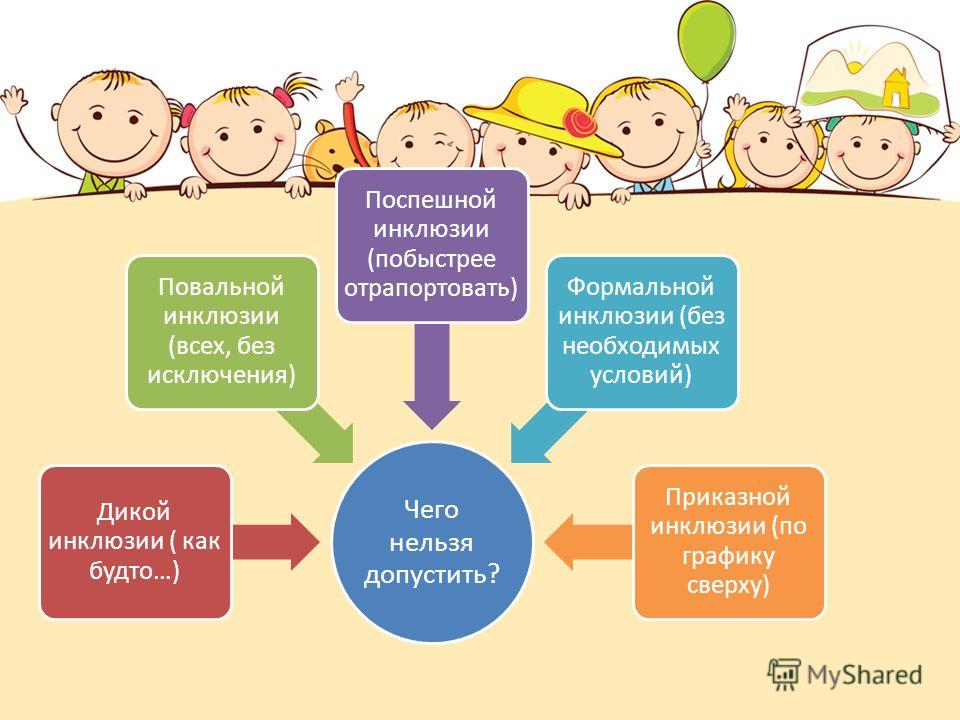 Поспешной
инклюзии
(побыстрее
отрапортовать)
Повальной
инклюзии
(всех, без
исключения)
Формальной
инклюзии (без
необходимых
условий)
Дикой
инклюзии ( как
будто…)
Чего
нельзя
допустить?
Приказной
инклюзии (по
графику
сверху)
MyShared